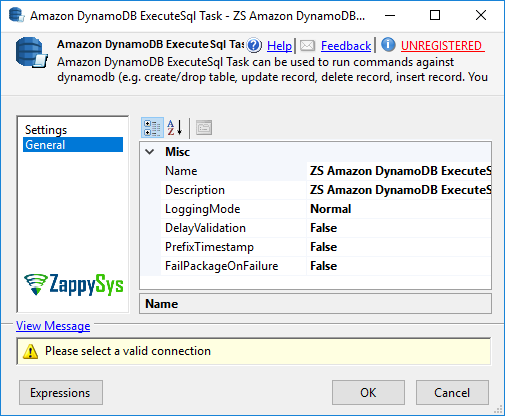 Amazon DynamoDB ExecuteSql Task - ZS Amazon DynamoDB...
Amazon DynamoDB ExecuteSql Tas Help Feedback UNREGISTERED
Amazon DynamoDB ExecuteSql Task can be used to run commands against
dynamodb (e.g. create/drop table, update record, delete record, insert record. You
Settings
General
Misc
Name ZS Amazon DynamoDB ExecuteS
Description ZS Amazon DynamoDB ExecuteS
LoggingMode Normal
DelayValidation False
PrefixTimestamp False
FailPackageOnFailure False
ZappySys
Name
View Message
Please select a valid connection
Expressions OK Cancel